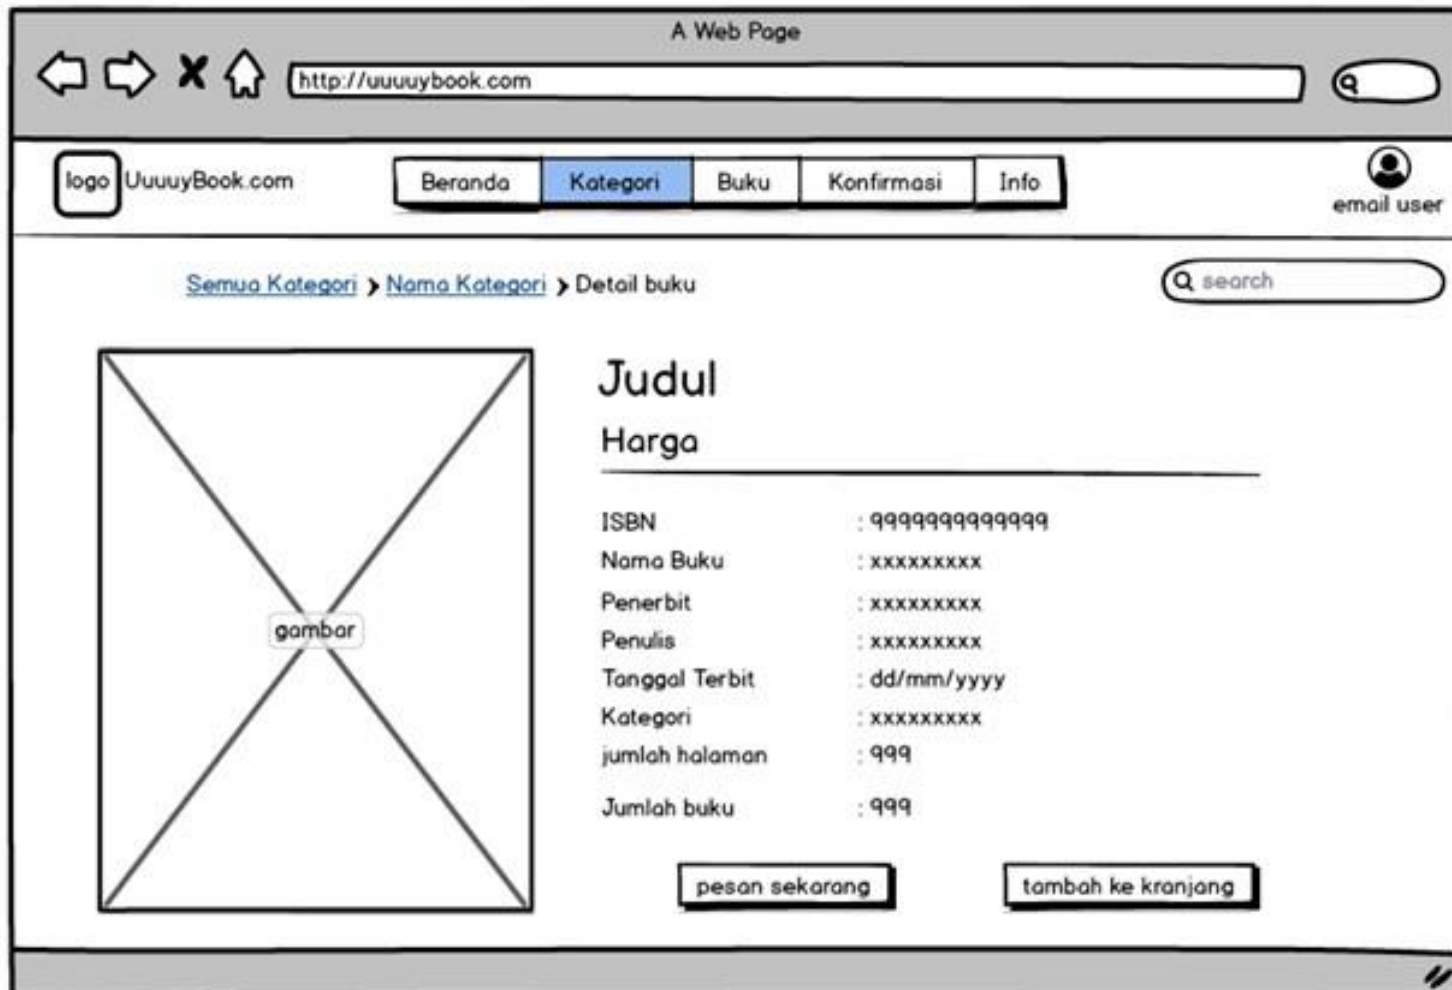 A Web Page
http://uuuuybook.com
logo UuuuyBook.com Beranda Kategori Buku Konfirmasi Info
email user
Semua Kategori Nama Kategori Detail buku search
Judul
Harga
ISBN : 9999999999999
Nama Buku : xxxxxxxxx
Penerbit : xxxxxxxxx
gambar
Penulis : xxxxxxxxx
Tanggal Terbit : dd/mm/yyyy
Kategori : xxxxxxxxx
jumlah halaman : 999
Jumlah buku : 999
pesan sekarang tambah ke kranjang